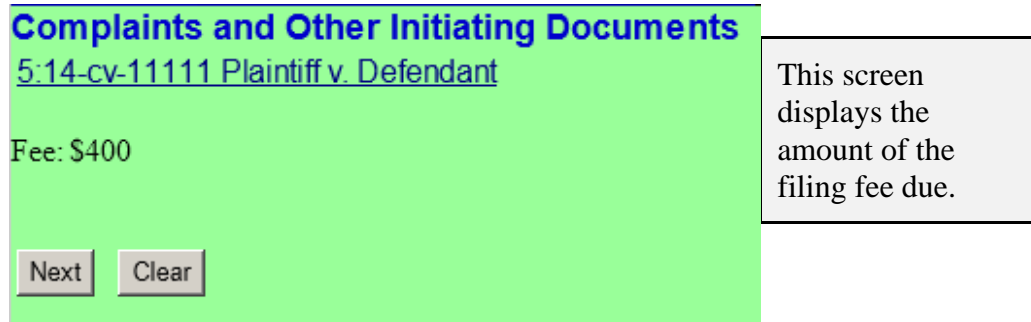 Complaints and Other Initiating Documents
5:14-cv-11111 Plaintiff v. Defendant
Fee: $400
Next Clear
This screen
displays the
amount of the
filing fee due.